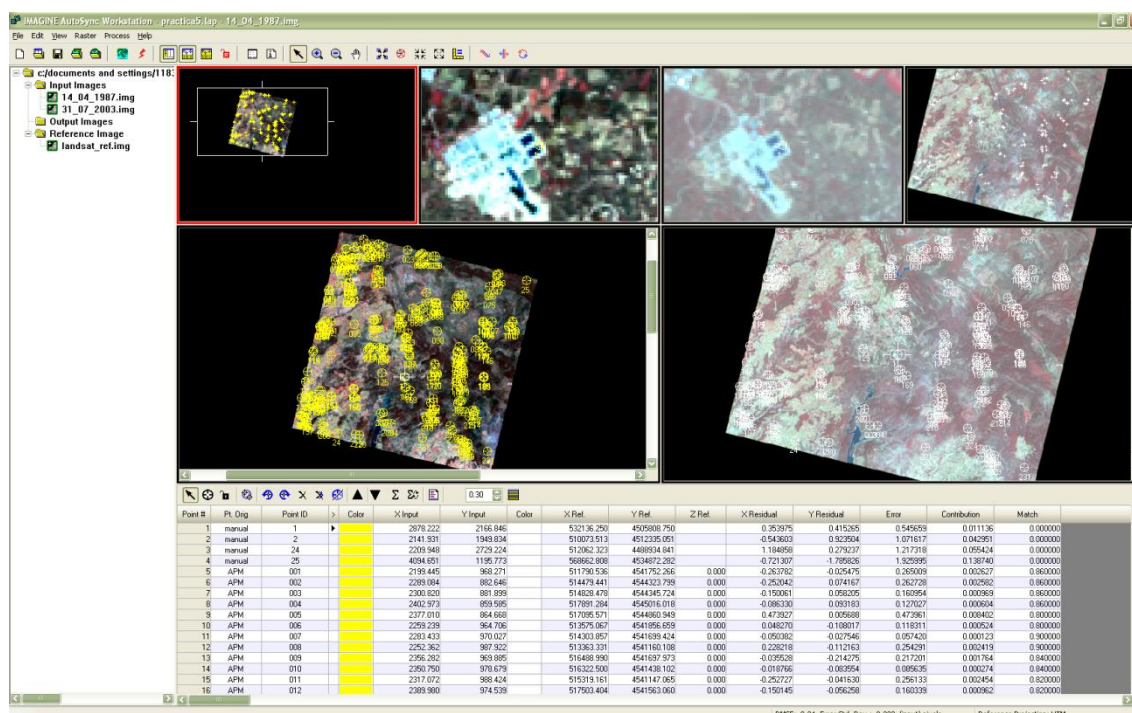 IMAGINE AutoSync Workstation - practica5.lap - 14_04_1987.img
File Edit View Raster Process Help
c:/documents and settings/118
Input Images
14_04_1987.img
31_07_2003.img
Output Images
Reference Image
landsat_ref.img
0.30
Point # Pt. Orig Point ID > Color X Input Y Input Color X Ref. Y Ref. Z Ref. X Residual Y Residual Error Contribution Match
1 manual 1 2878.222 2166.846 532136.250 4505808.750 0.353975 0.415265 0.545659 0.011136 0.000000
2 manual 2 2141.931 1949.834 510073.513 4512335.051 -0.543603 0.923504 1.071617 0.042951 0.000000
3 manual 24 2209.948 2729.224 512062.323 4488934.841 1.184858 0.279237 1.217318 0.055424 0.000000
4 manual 25 4094.651 1195.773 568662.808 4534872.282 -0.721307 -1.785826 1.925995 0.138740 0.000000
5 APM 001 2199.445 968.271 511790.536 4541752.266 0.000 -0.263782 -0.025475 0.265009 0.002627 0.860000
6 APM 002 2289.084 882.646 514479.441 4544323.799 0.000 -0.252042 0.074167 0.262728 0.002582 0.860000
7 APM 003 2300.820 881.899 514828.478 4544345.724 0.000 -0.150061 0.058205 0.160954 0.000969 0.860000
8 APM 004 2402.973 859.585 517891.284 4545016.018 0.000 -0.086330 0.093183 0.127027 0.000604 0.860000
9 APM 005 2377.010 864.668 517095.571 4544860.949 0.000 0.473927 0.005688 0.473961 0.008402 0.800000
10 APM 006 2259.239 964.706 513575.067 4541856.659 0.000 0.048270 -0.108017 0.118311 0.000524 0.800000
11 APM 007 2283.433 970.027 514303.857 4541699.424 0.000 -0.050382 -0.027546 0.057420 0.000123 0.900000
12 APM 008 2252.362 987.922 513363.331 4541160.108 0.000 0.228218 -0.112163 0.254291 0.002419 0.900000
13 APM 009 2356.282 969.885 516488.990 4541697.973 0.000 -0.035528 -0.214275 0.217201 0.001764 0.840000
14 APM 010 2350.750 978.679 516322.500 4541438.102 0.000 -0.018766 -0.083554 0.085635 0.000274 0.840000
15 APM 011 2317.072 988.424 515319.161 4541147.065 0.000 -0.252727 -0.041630 0.256133 0.002454 0.820000
16 APM 012 2389.980 974.539 517503.404 4541563.060 0.000 -0.150145 -0.056258 0.160339 0.000962 0.820000